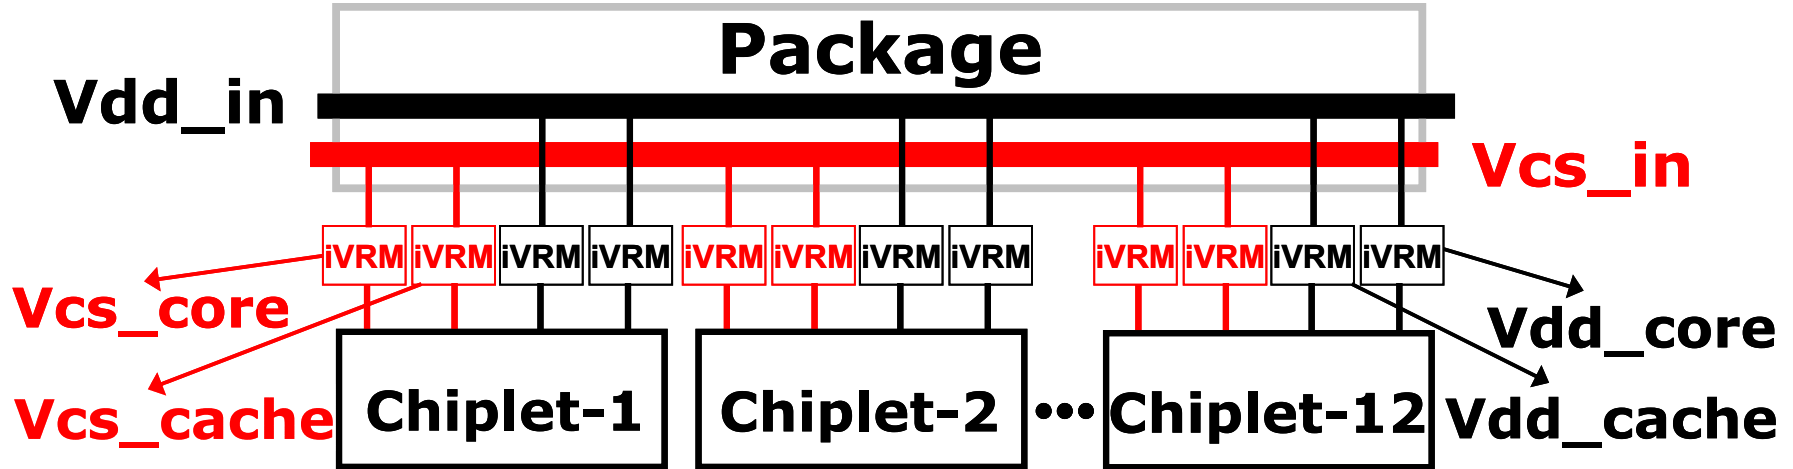 Package
Vdd_in
Vcs_in
iVRM iVRM iVRM iVRM iVRM iVRM iVRM iVRM iVRM iVRM iVRM iVRM
Vcs_core
Vdd_core
Vcs_cache
Chiplet-1 Chiplet-2 ••• Chiplet-12
Vdd_cache